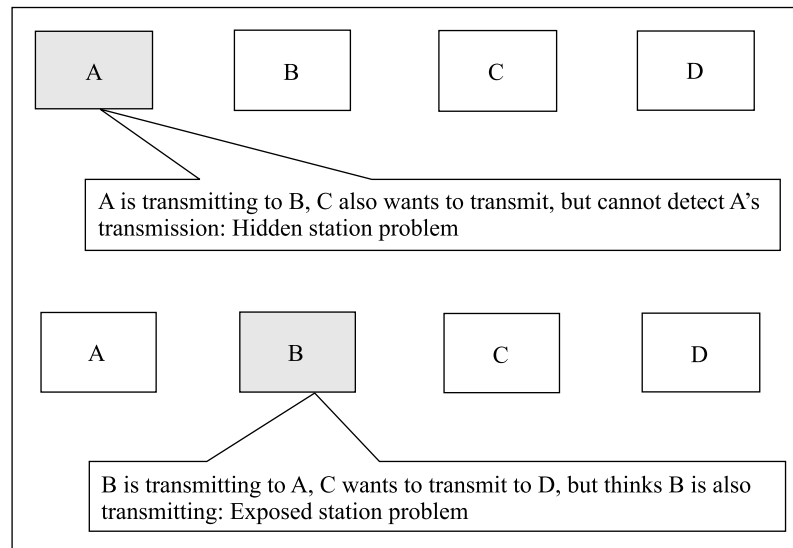 A B C D
A is transmitting to B, C also wants to transmit, but cannot detect A’s
transmission: Hidden station problem
A B C D
B is transmitting to A, C wants to transmit to D, but thinks B is also
transmitting: Exposed station problem